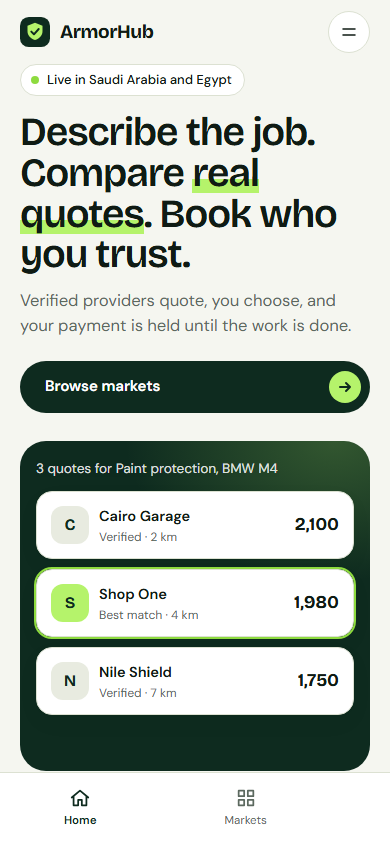 ArmorHub
Live in Saudi Arabia and Egypt
Describe the job.
Compare real
quotes. Book who
you trust.
Verified providers quote, you choose, and
your payment is held until the work is done.
Browse markets
3 quotes for Paint protection, BMW M4
C
Cairo Garage
Verified · 2 km
2,100
S
Shop One
Best match · 4 km
1,980
N
Nile Shield
Verified · 7 km
1,750
Home
Markets